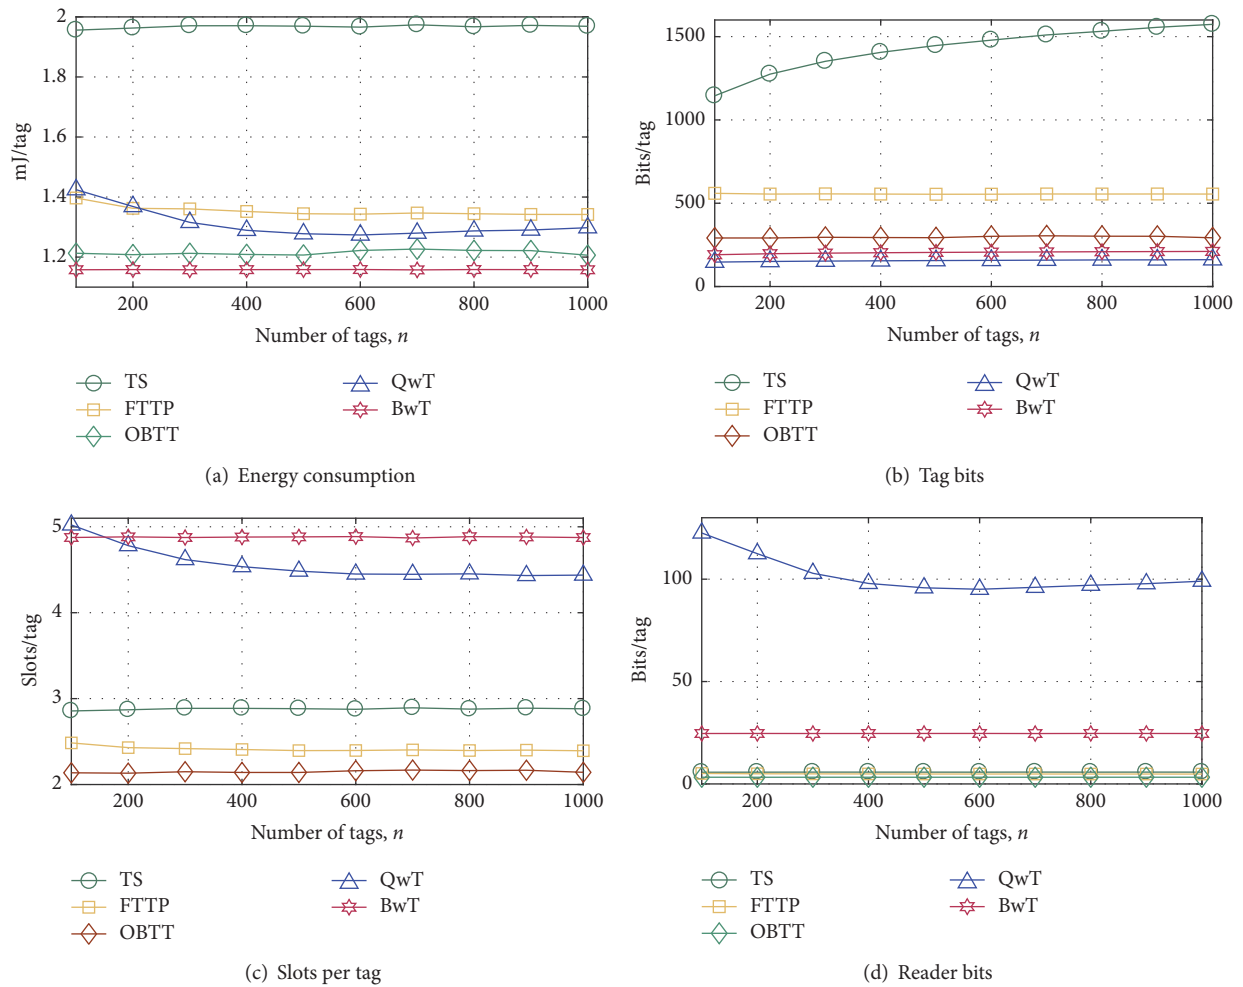 2
1.8
1.6
1.4
1.2
mJ/tag
200 400 600 800 1000
Number of tags, n
TS
FTTP
OBTT
QwT
BwT
(a) Energy consumption
1500
1000
500
0
Bits/tag
200 400 600 800 1000
Number of tags, n
TS
FTTP
OBTT
QwT
BwT
(b) Tag bits
5
4
3
2
Slots/tag
200 400 600 800 1000
Number of tags, n
TS
FTTP
OBTT
QwT
BwT
(c) Slots per tag
100
50
0
Bits/tag
200 400 600 800 1000
Number of tags, n
TS
FTTP
OBTT
QwT
BwT
(d) Reader bits